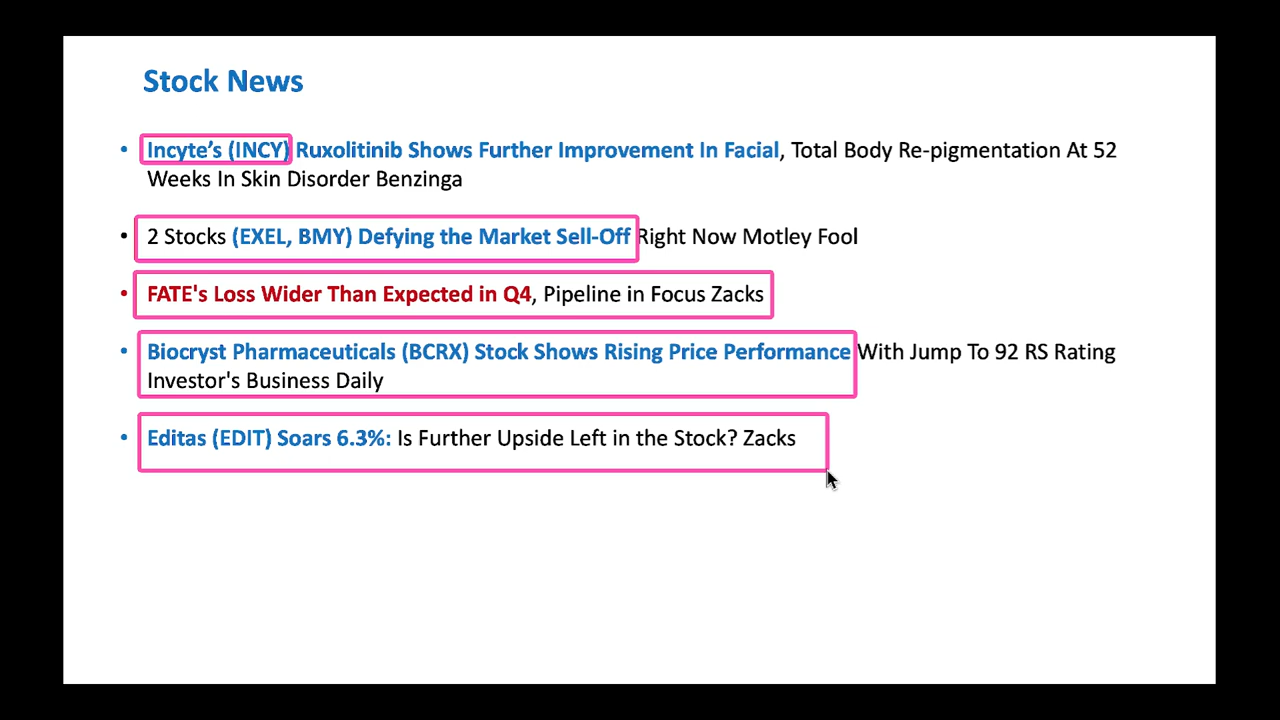 Stock News
• Incyte’s (INCY) Ruxolitinib Shows Further Improvement In Facial, Total Body Re-pigmentation At 52
Weeks In Skin Disorder Benzinga
• 2 Stocks (EXEL, BMY) Defying the Market Sell-Off Right Now Motley Fool
• FATE's Loss Wider Than Expected in Q4, Pipeline in Focus Zacks
• Biocryst Pharmaceuticals (BCRX) Stock Shows Rising Price Performance With Jump To 92 RS Rating
Investor's Business Daily
• Editas (EDIT) Soars 6.3%: Is Further Upside Left in the Stock? Zacks